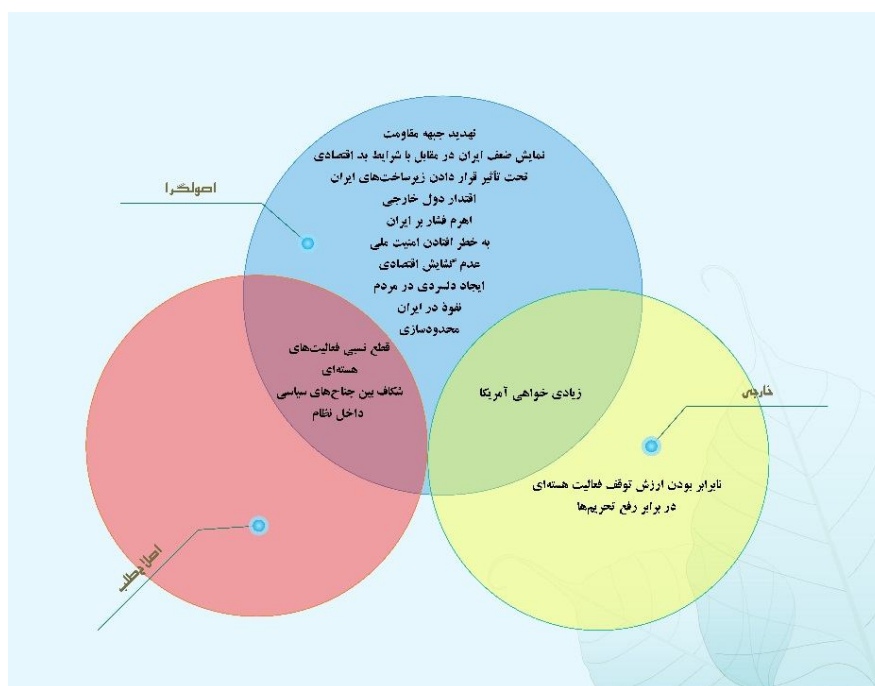 تهدید جبهه مقاومت
نمایش ضعف ایران در مقابل با شرایط بد اقتصادی
تحت تأثیر قرار دادن زیرساخت‌های ایران
اقتدار دول خارجی
اهرم فشار بر ایران
به خطر افتادن امنیت ملی
عدم گشایش اقتصادی
ایجاد دلسردی در مردم
نفوذ در ایران
محدودسازی
اصولگرا
قطع نسبی فعالیت‌های
هسته‌ای
شکاف بین جناح‌های سیاسی
داخل نظام
زیادی خواهی آمریکا
خارجی
نابرابر بودن ارزش توقف فعالیت هسته‌ای
در برابر رفع تحریم‌ها
اصلاح‌طلب